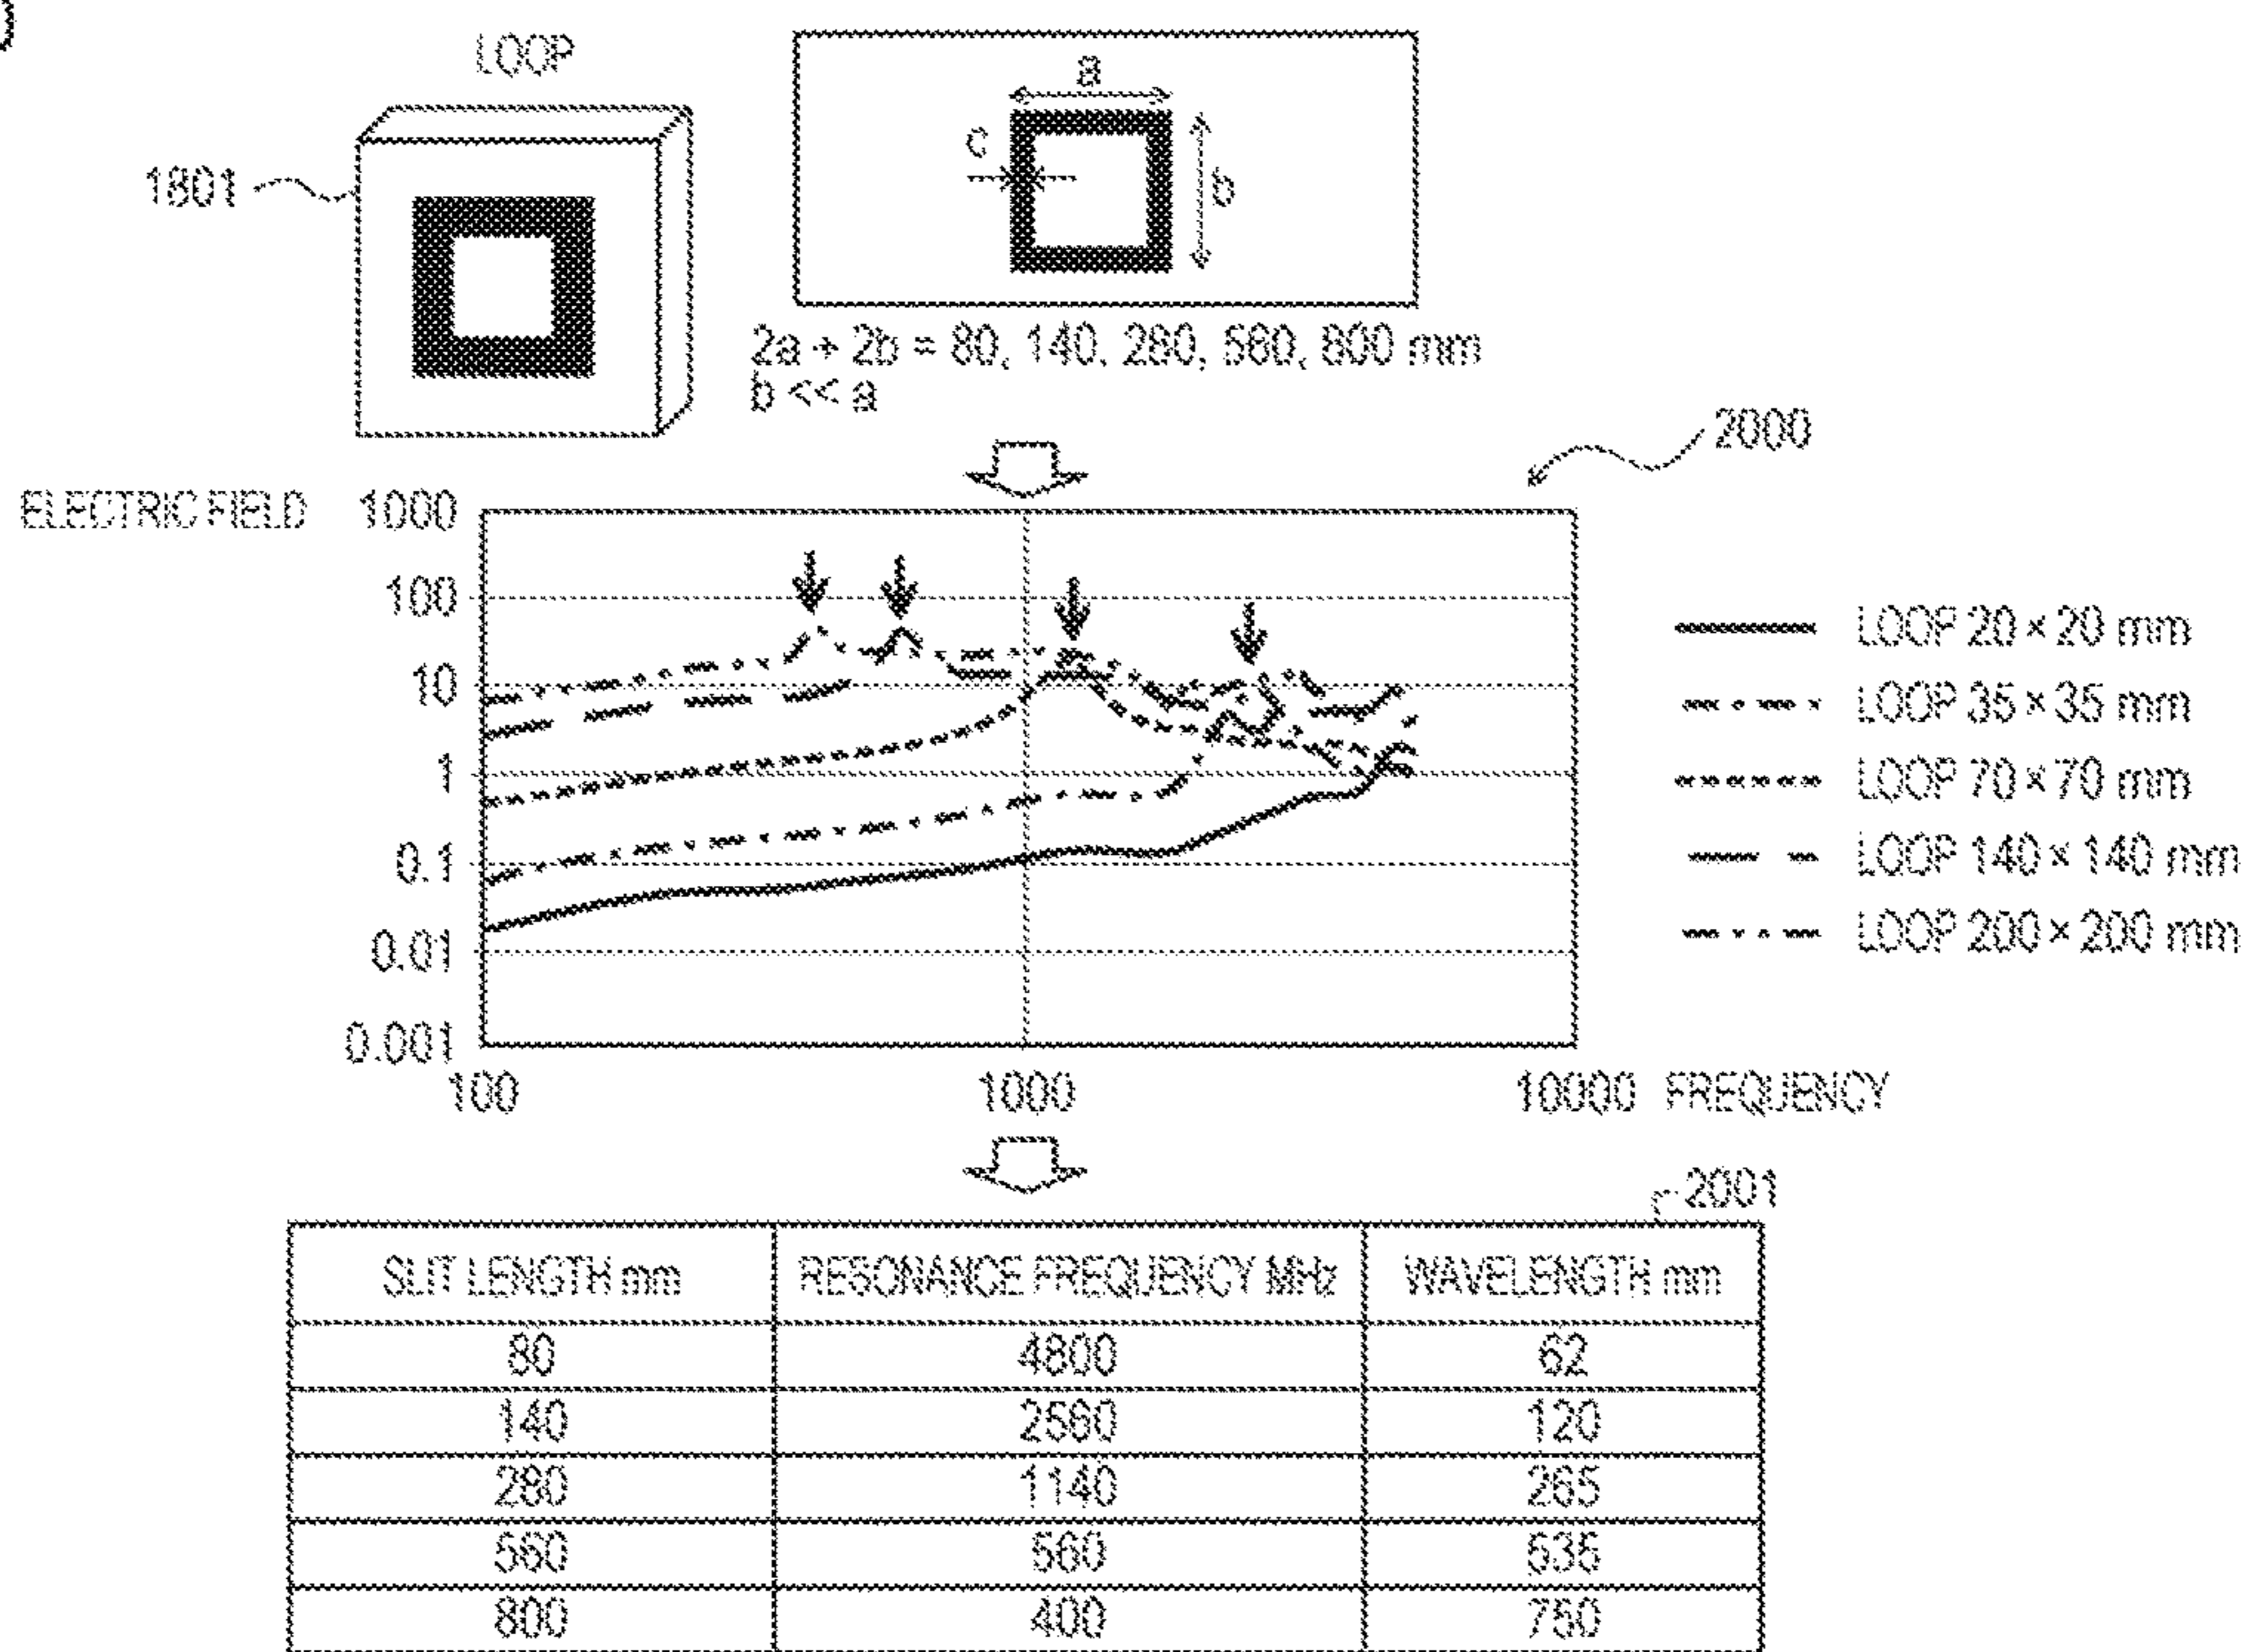 )
LOOP
1801
a
c
b
2a + 2b = 80, 140, 280, 560, 800 mm
b << a
2000
ELECTRIC FIELD
1000
100
10
1
0.1
0.01
0.001
100
1000
10000
FREQUENCY
LOOP 20 × 20 mm
LOOP 35 × 35 mm
LOOP 70 × 70 mm
LOOP 140 × 140 mm
LOOP 200 × 200 mm
2001
SLIT LENGTH mm RESONANCE FREQUENCY MHz WAVELENGTH mm
80 4800 62
140 2560 120
280 1140 265
560 560 535
800 400 750